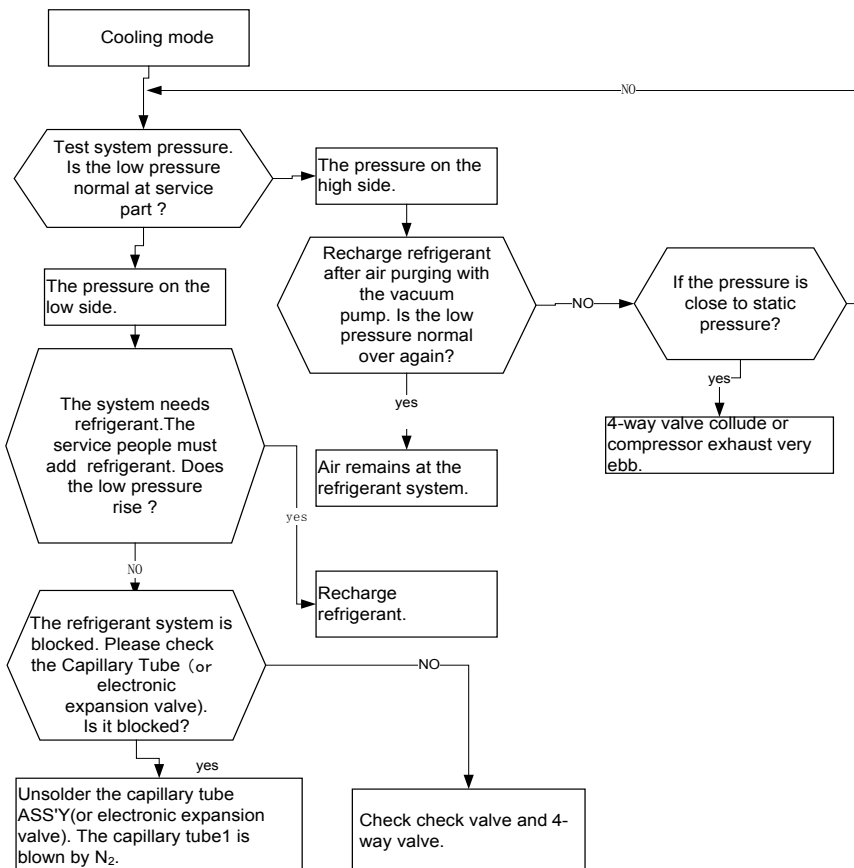 Cooling mode
NO
Test system pressure.
Is the low pressure
normal at service
part ?
The pressure on the
high side.
The pressure on the
low side.
Recharge refrigerant
after air purging with
the vacuum
pump. Is the low
pressure normal
over again?
NO
If the pressure is
close to static
pressure?
yes
yes
4-way valve collude or
compressor exhaust very
ebb.
Air remains at the
refrigerant system.
The system needs
refrigerant.The
service people must
add refrigerant. Does
the low pressure
rise ?
yes
NO
Recharge
refrigerant.
The refrigerant system is
blocked. Please check
the Capillary Tube（or
electronic
expansion valve).
Is it blocked?
NO
yes
Unsolder the capillary tube
ASS'Y(or electronic expansion
valve). The capillary tube1 is
blown by N₂.
Check check valve and 4-
way valve.